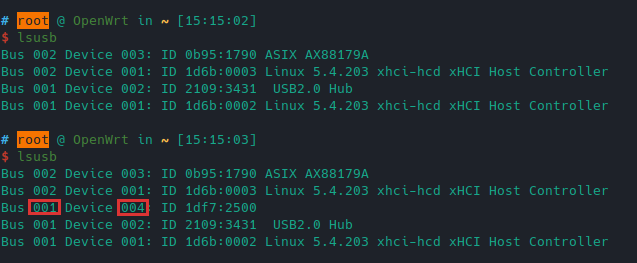 # root @ OpenWrt in ~ [15:15:02]
$ lsusb
Bus 002 Device 003: ID 0b95:1790 ASIX AX88179A
Bus 002 Device 001: ID 1d6b:0003 Linux 5.4.203 xhci-hcd xHCI Host Controller
Bus 001 Device 002: ID 2109:3431  USB2.0 Hub
Bus 001 Device 001: ID 1d6b:0002 Linux 5.4.203 xhci-hcd xHCI Host Controller
# root @ OpenWrt in ~ [15:15:03]
$ lsusb
Bus 002 Device 003: ID 0b95:1790 ASIX AX88179A
Bus 002 Device 001: ID 1d6b:0003 Linux 5.4.203 xhci-hcd xHCI Host Controller
Bus 001 Device 004: ID 1df7:2500
Bus 001 Device 002: ID 2109:3431  USB2.0 Hub
Bus 001 Device 001: ID 1d6b:0002 Linux 5.4.203 xhci-hcd xHCI Host Controller